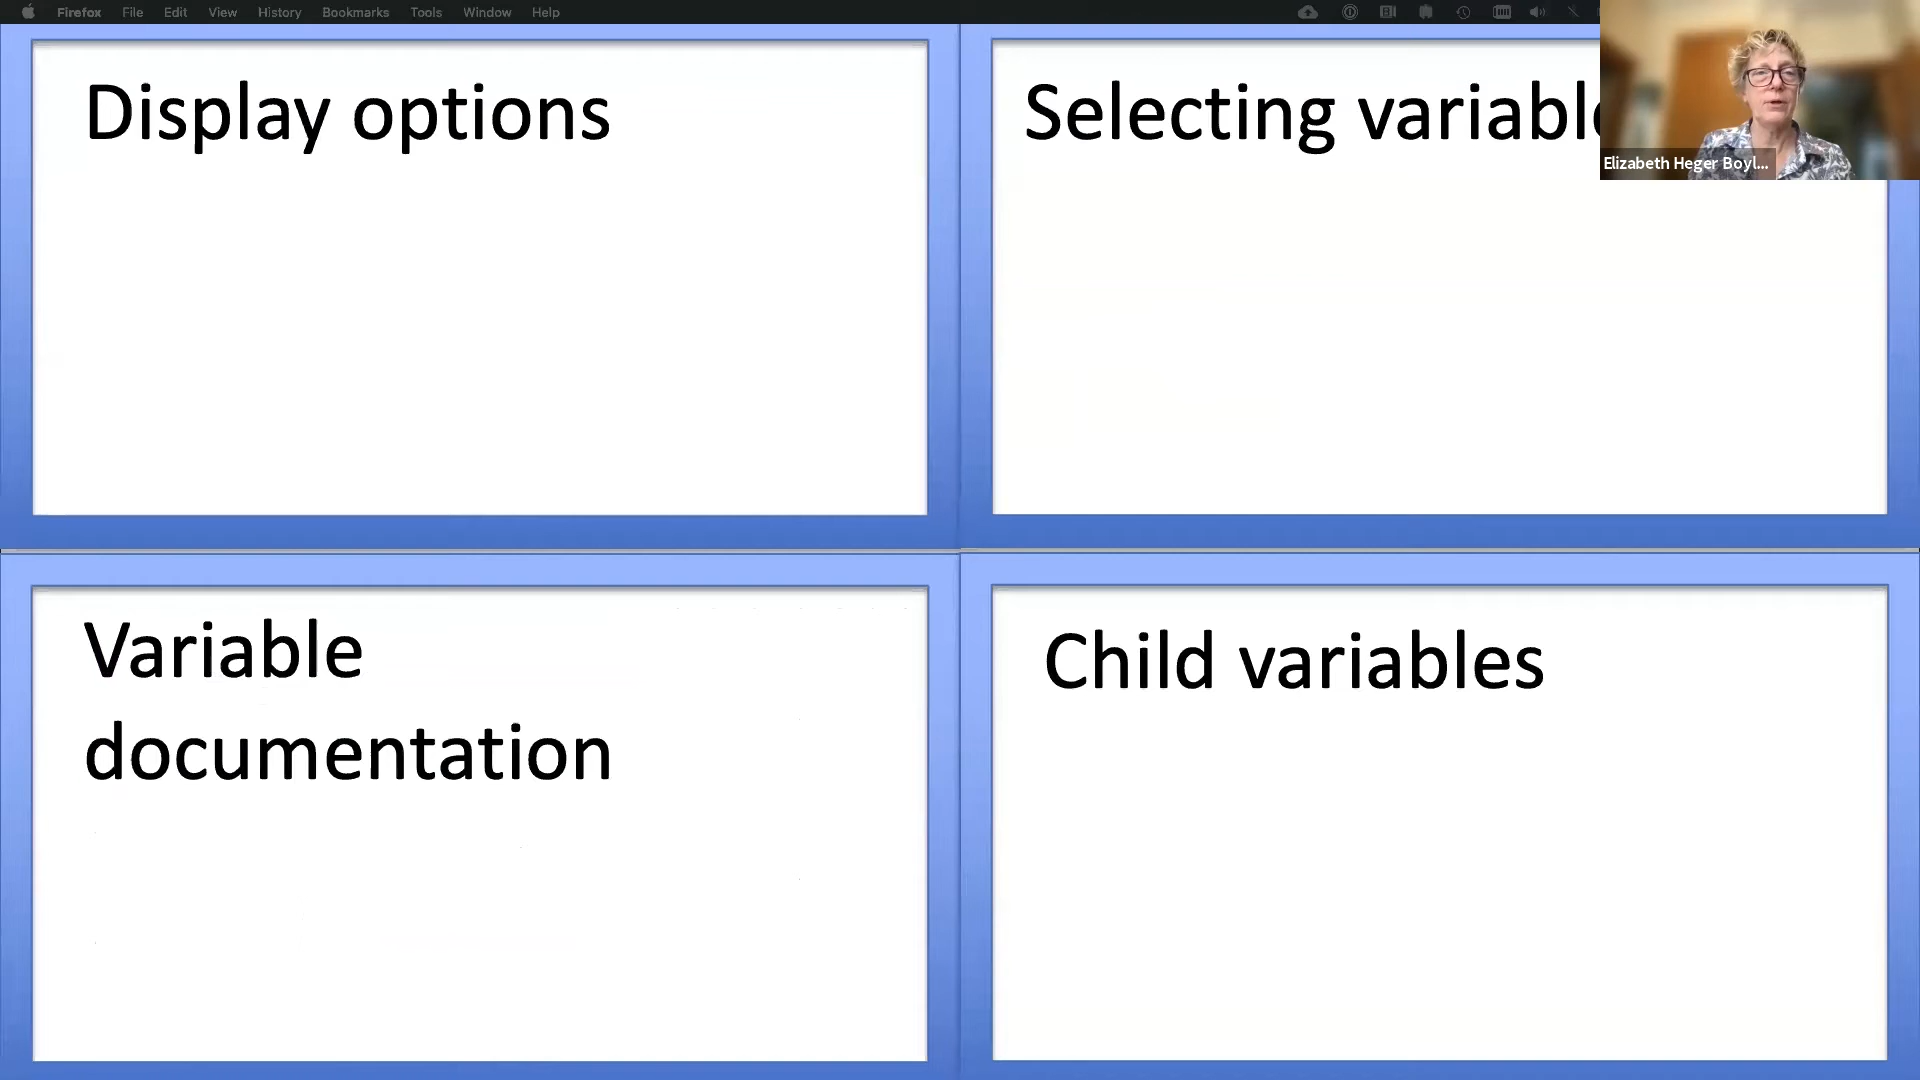 Firefox File Edit View History Bookmarks Tools Window Help
Display options
Selecting variabl
Elizabeth Heger Boyl...
Variable
documentation
Child variables